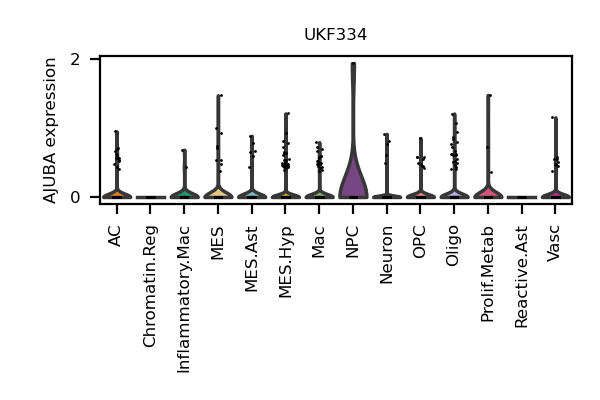 UKF334
AJUBA expression
2
0
AC
Chromatin.Reg
Inflammatory.Mac
MES
MES.Ast
MES.Hyp
Mac
NPC
Neuron
OPC
Oligo
Prolif.Metab
Reactive.Ast
Vasc